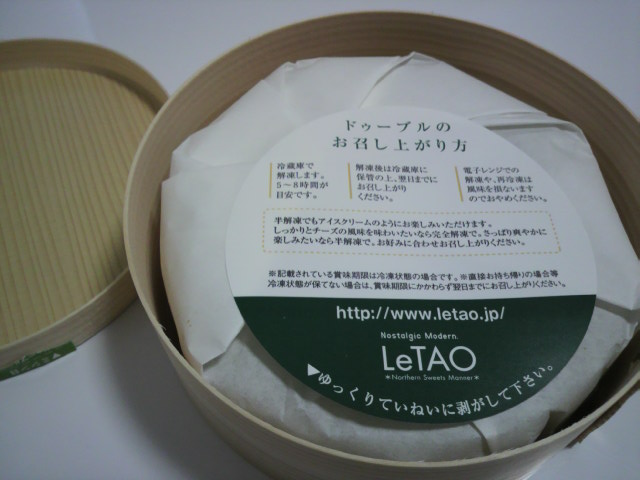 ドゥーブルの
お召し上がり方
冷蔵庫で
解凍します。
5～8時間が
目安です。
解凍後は冷蔵庫に
保管の上、翌日までに
お召し上がり
ください。
電子レンジでの
解凍や、再冷凍は
風味を損ないます
のでおやめください。
半解凍でもアイスクリームのようにお楽しみいただけます。
しっかりとチーズの風味を味わいたいなら完全解凍で。さっぱり爽やかに
楽しみたいなら半解凍で、お好みに合わせお召し上がりください。
※記載されている賞味期限は冷凍状態の場合です。※直接お持ち帰りの場合等
冷凍状態が保てない場合は、賞味期限にかかわらず翌日までにお召し上がりください。
http://www.letao.jp/
Nostalgic Modern.
LeTAO
＊Northern Sweets Manner＊
▶ゆっくりていねいに剥がして下さい。